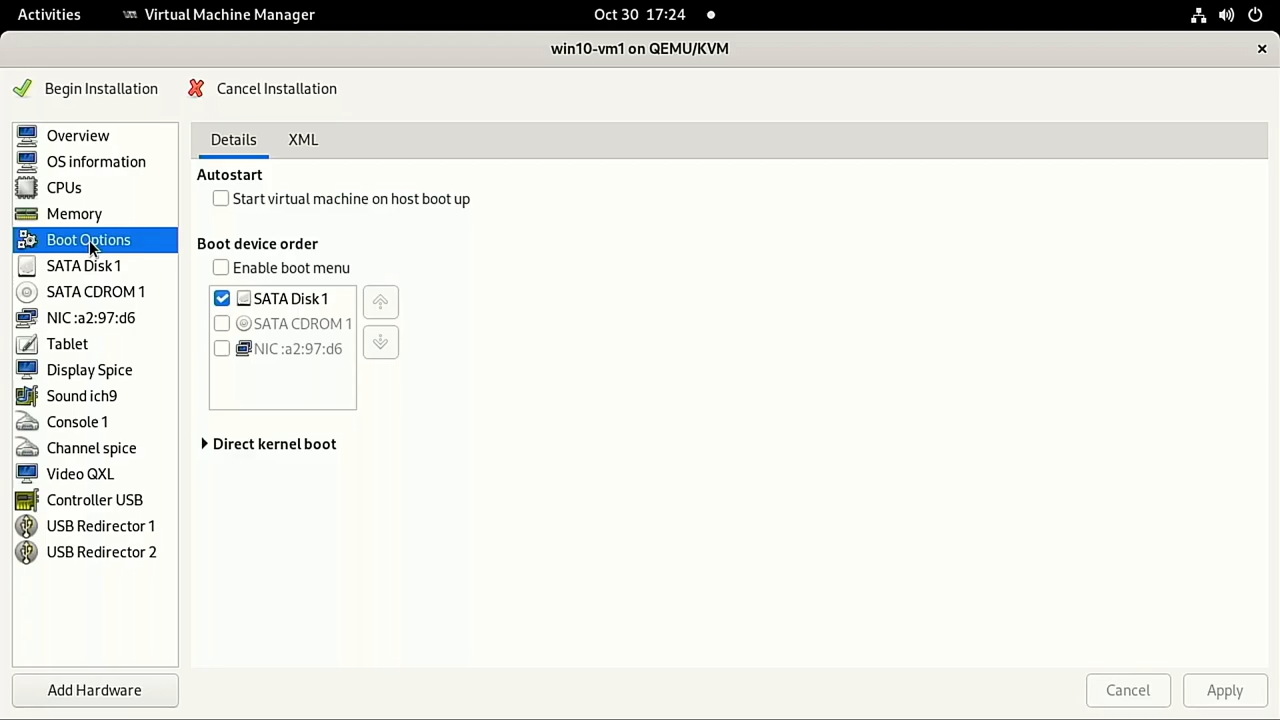 Activities
Virtual Machine Manager
Oct 30 17:24
win10-vm1 on QEMU/KVM
Begin Installation
Cancel Installation
Overview
OS information
CPUs
Memory
Boot Options
SATA Disk 1
SATA CDROM 1
NIC :a2:97:d6
Tablet
Display Spice
Sound ich9
Console 1
Channel spice
Video QXL
Controller USB
USB Redirector 1
USB Redirector 2
Add Hardware
Details
XML
Autostart
Start virtual machine on host boot up
Boot device order
Enable boot menu
SATA Disk 1
SATA CDROM 1
NIC :a2:97:d6
Direct kernel boot
Cancel
Apply